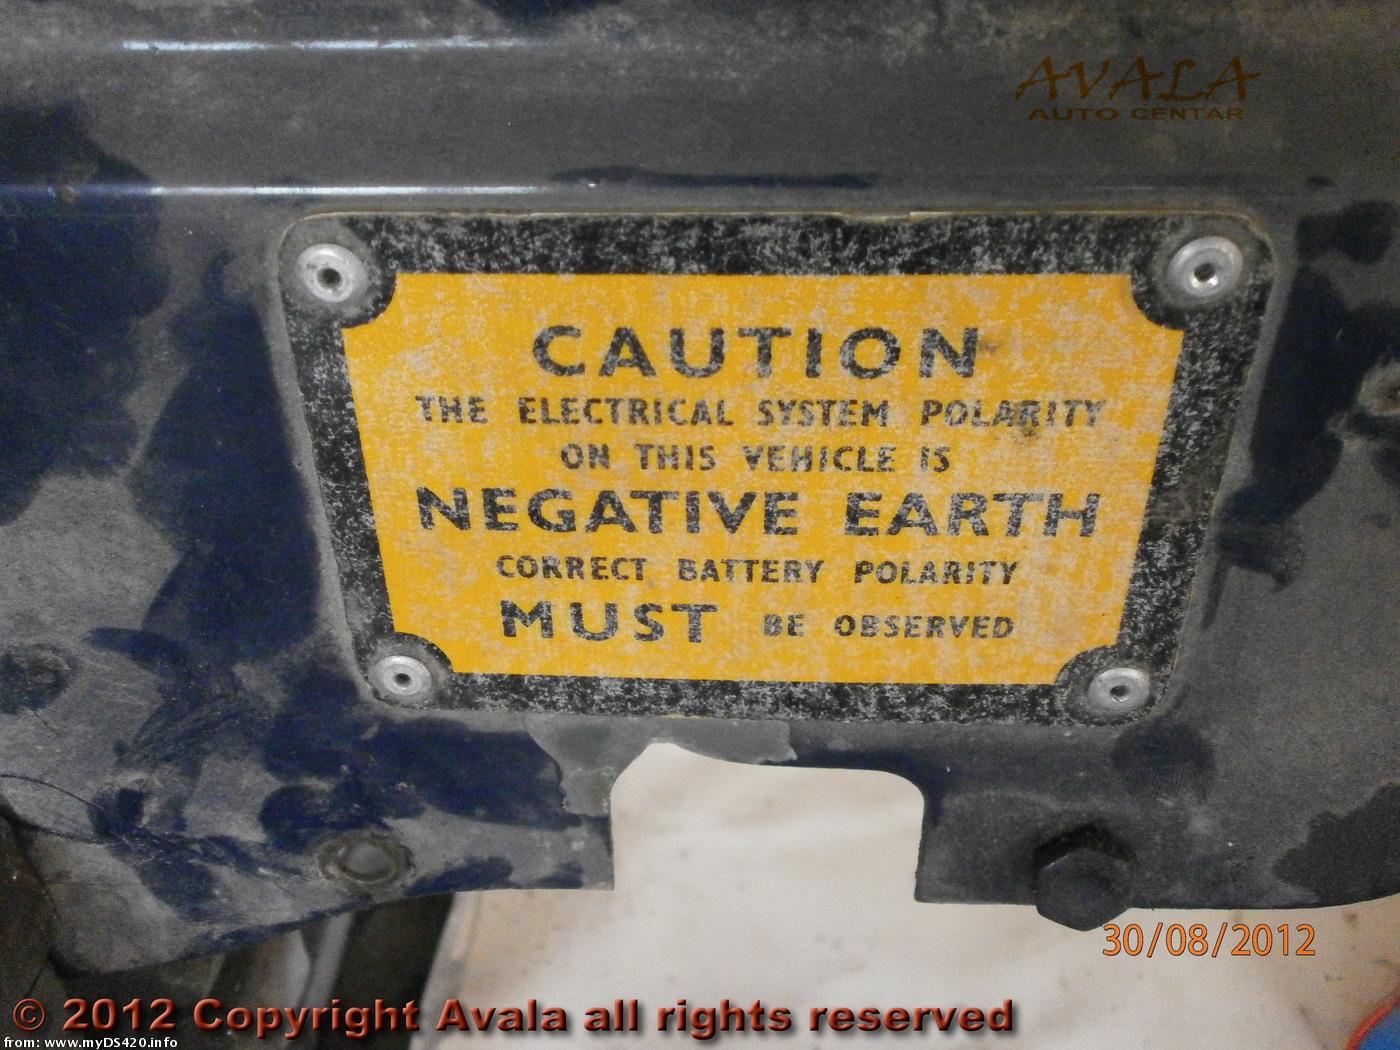 AVALA
AUTO CENTAR
CAUTION
THE ELECTRICAL SYSTEM POLARITY
ON THIS VEHICLE IS
NEGATIVE EARTH
CORRECT BATTERY POLARITY
MUST BE OBSERVED
30/08/2012
© 2012 Copyright Avala all rights reserved
from: www.myDS420.info